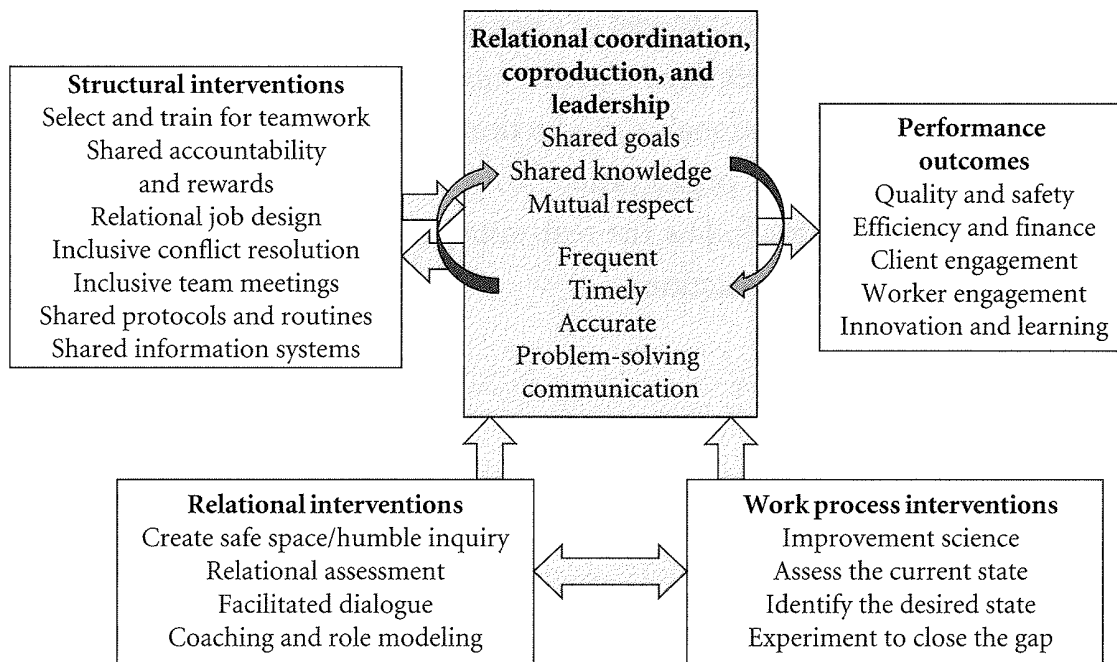 Structural interventions
Select and train for teamwork
Shared accountability
and rewards
Relational job design
Inclusive conflict resolution
Inclusive team meetings
Shared protocols and routines
Shared information systems
Relational coordination,
coproduction, and
leadership
Shared goals
Shared knowledge
Mutual respect
Frequent
Timely
Accurate
Problem-solving
communication
Performance
outcomes
Quality and safety
Efficiency and finance
Client engagement
Worker engagement
Innovation and learning
Relational interventions
Create safe space/humble inquiry
Relational assessment
Facilitated dialogue
Coaching and role modeling
Work process interventions
Improvement science
Assess the current state
Identify the desired state
Experiment to close the gap